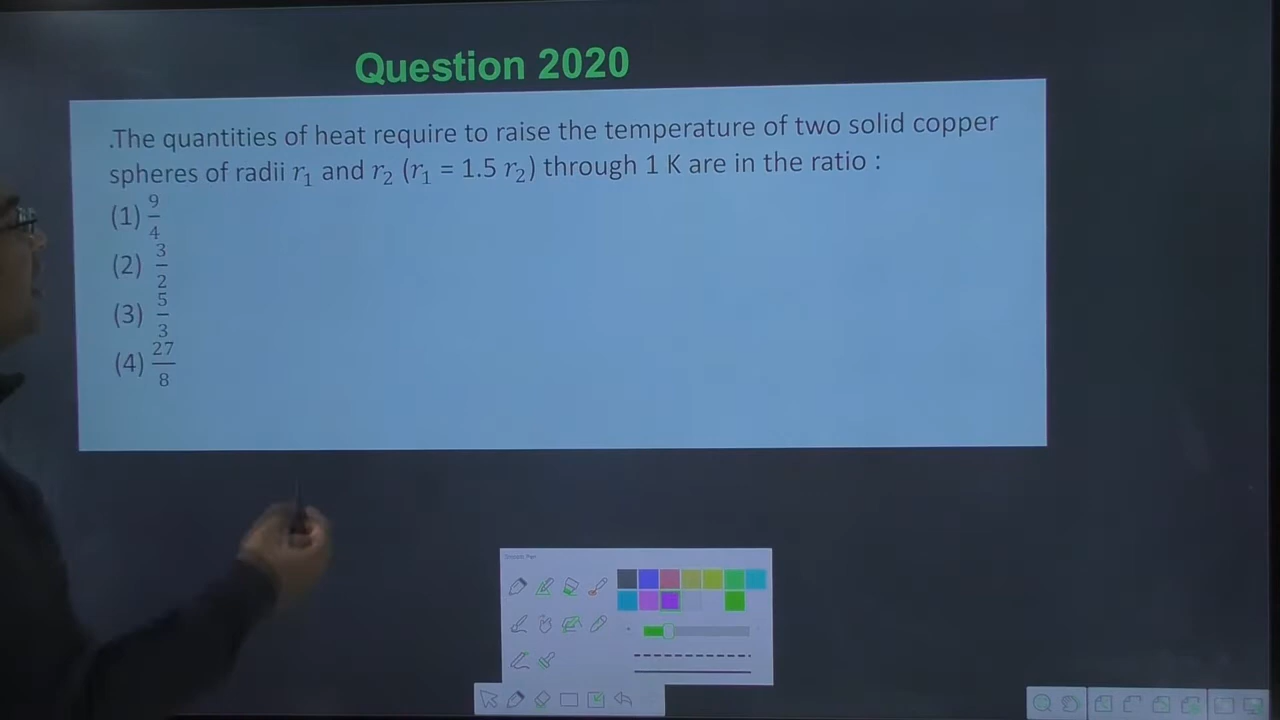 Question 2020
.The quantities of heat require to raise the temperature of two solid copper
spheres of radii r₁ and r₂ (r₁ = 1.5 r₂) through 1 K are in the ratio :
(1) 9/4
(2) 3/2
(3) 5/3
(4) 27/8